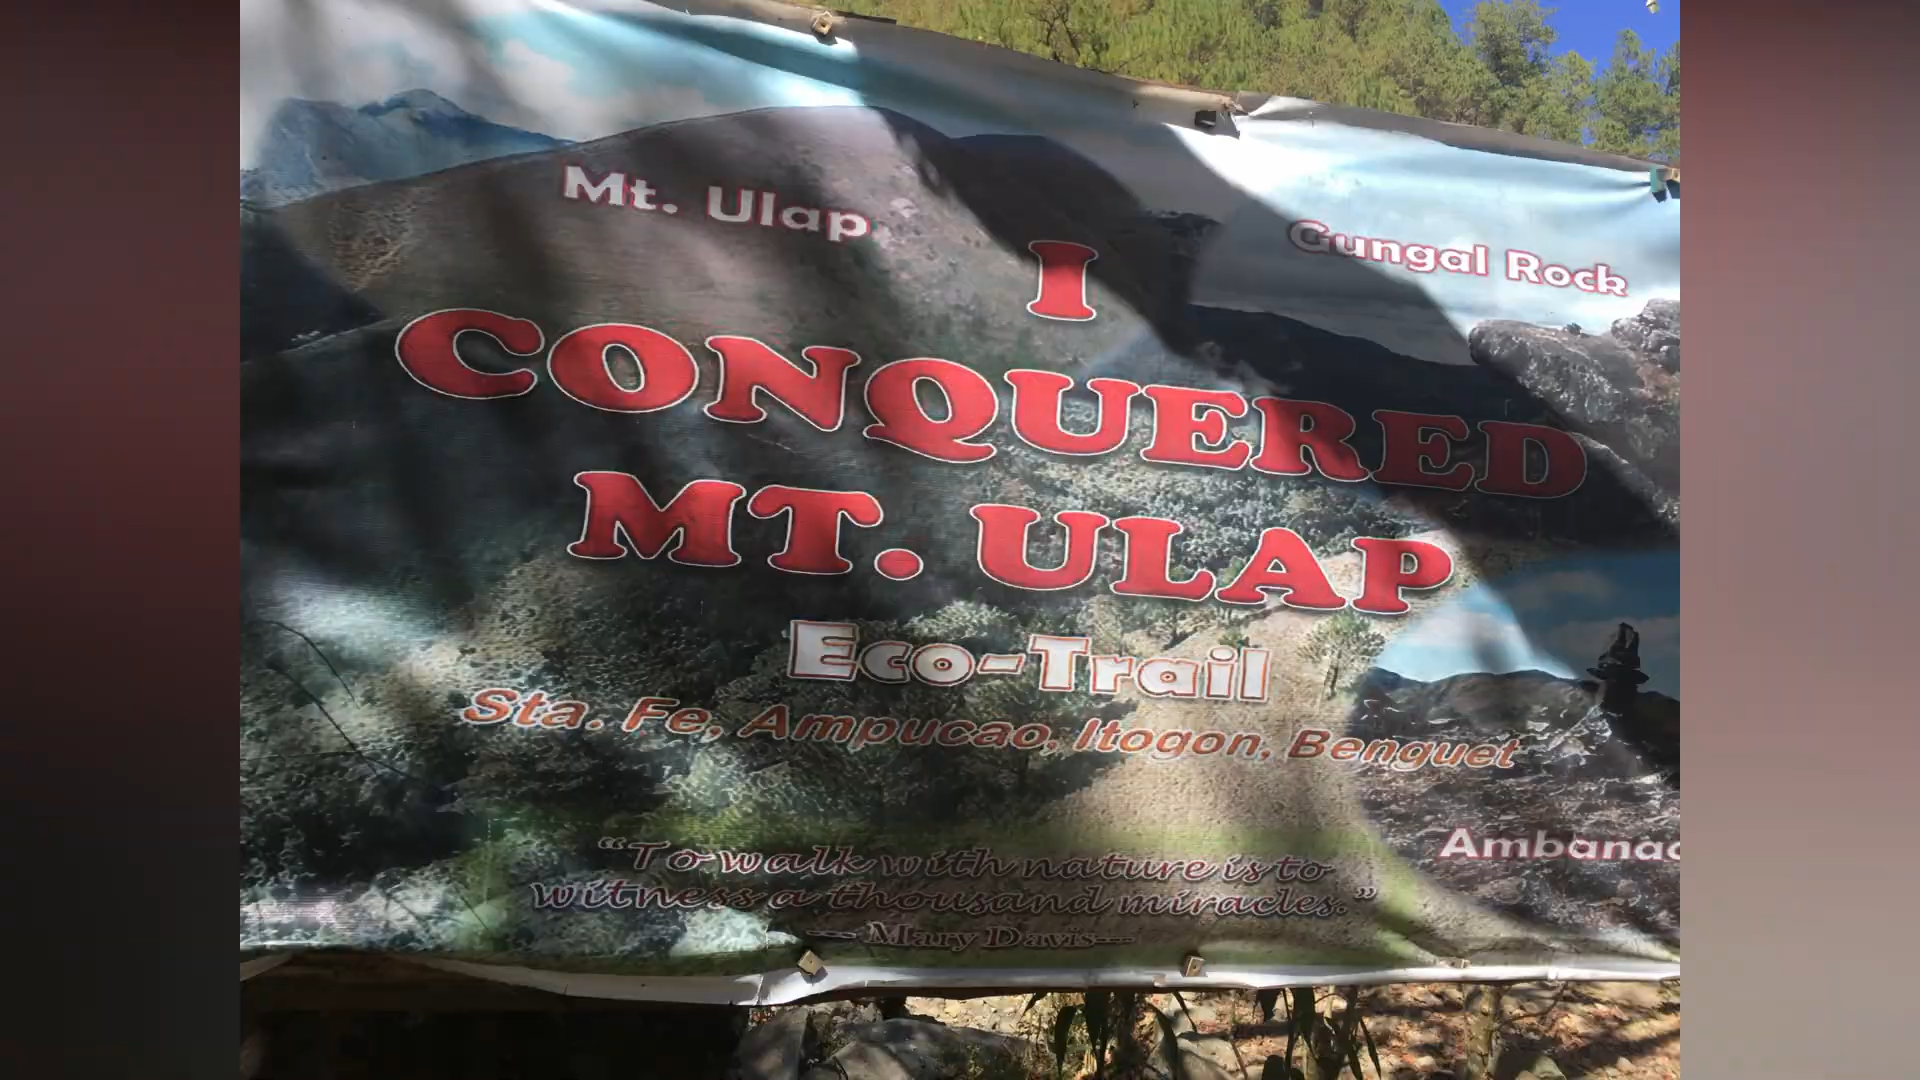 Mt. Ulap
Gungal Rock
I
CONQUERED
MT. ULAP
Eco-Trail
Sta. Fe, Ampucao, Itogon, Benguet
Ambanao
"To walk with nature is to
witness a thousand miracles."
--- Mary Davis---